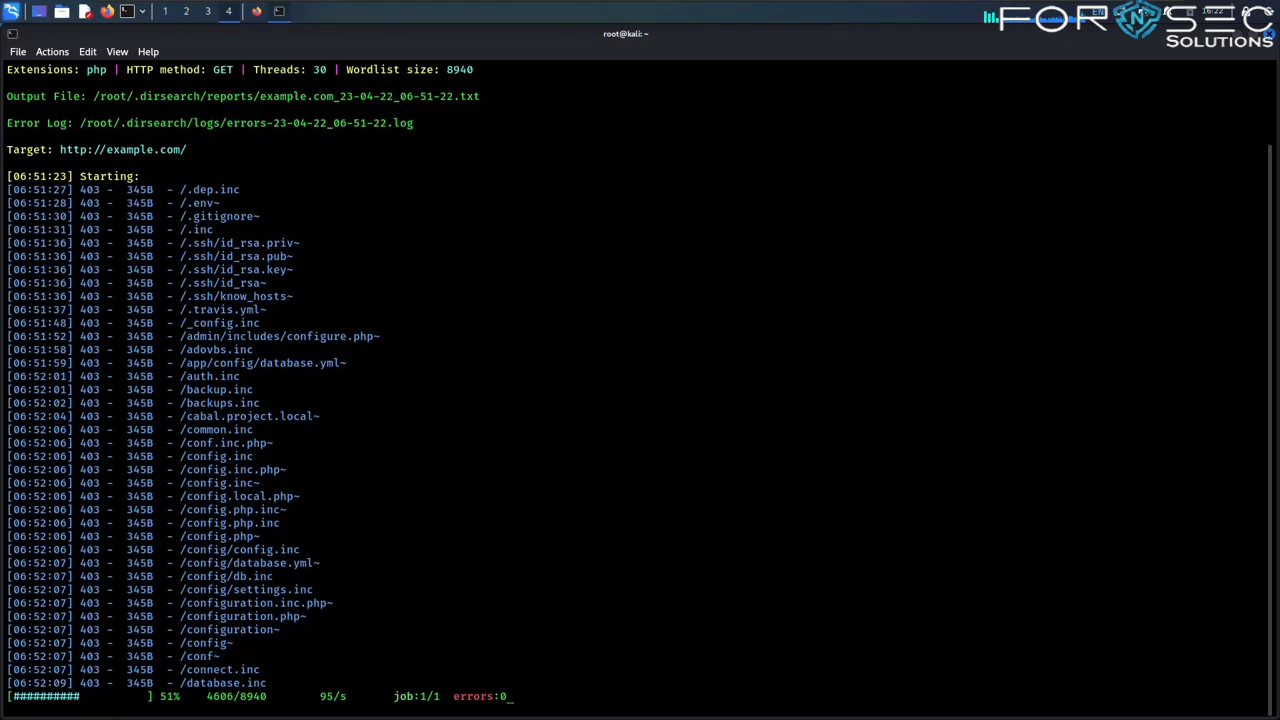 1 2 3 4
EN
16:22
FORSEC
SOLUTIONS
root@kali: ~
File Actions Edit View Help
Extensions: php | HTTP method: GET | Threads: 30 | Wordlist size: 8940
Output File: /root/.dirsearch/reports/example.com_23-04-22_06-51-22.txt
Error Log: /root/.dirsearch/logs/errors-23-04-22_06-51-22.log
Target: http://example.com/
[06:51:23] Starting:
[06:51:27] 403 -  345B  - /.dep.inc
[06:51:28] 403 -  345B  - /.env~
[06:51:30] 403 -  345B  - /.gitignore~
[06:51:31] 403 -  345B  - /.inc
[06:51:36] 403 -  345B  - /.ssh/id_rsa.priv~
[06:51:36] 403 -  345B  - /.ssh/id_rsa.pub~
[06:51:36] 403 -  345B  - /.ssh/id_rsa.key~
[06:51:36] 403 -  345B  - /.ssh/id_rsa~
[06:51:36] 403 -  345B  - /.ssh/know_hosts~
[06:51:37] 403 -  345B  - /.travis.yml~
[06:51:48] 403 -  345B  - /_config.inc
[06:51:52] 403 -  345B  - /admin/includes/configure.php~
[06:51:58] 403 -  345B  - /adovbs.inc
[06:51:59] 403 -  345B  - /app/config/database.yml~
[06:52:01] 403 -  345B  - /auth.inc
[06:52:01] 403 -  345B  - /backup.inc
[06:52:02] 403 -  345B  - /backups.inc
[06:52:04] 403 -  345B  - /cabal.project.local~
[06:52:06] 403 -  345B  - /common.inc
[06:52:06] 403 -  345B  - /conf.inc.php~
[06:52:06] 403 -  345B  - /config.inc
[06:52:06] 403 -  345B  - /config.inc.php~
[06:52:06] 403 -  345B  - /config.inc~
[06:52:06] 403 -  345B  - /config.local.php~
[06:52:06] 403 -  345B  - /config.php.inc~
[06:52:06] 403 -  345B  - /config.php.inc
[06:52:06] 403 -  345B  - /config.php~
[06:52:06] 403 -  345B  - /config/config.inc
[06:52:07] 403 -  345B  - /config/database.yml~
[06:52:07] 403 -  345B  - /config/db.inc
[06:52:07] 403 -  345B  - /config/settings.inc
[06:52:07] 403 -  345B  - /configuration.inc.php~
[06:52:07] 403 -  345B  - /configuration.php~
[06:52:07] 403 -  345B  - /configuration~
[06:52:07] 403 -  345B  - /config~
[06:52:07] 403 -  345B  - /conf~
[06:52:07] 403 -  345B  - /connect.inc
[06:52:09] 403 -  345B  - /database.inc
[##########          ] 51%    4606/8940        95/s       job:1/1  errors:0